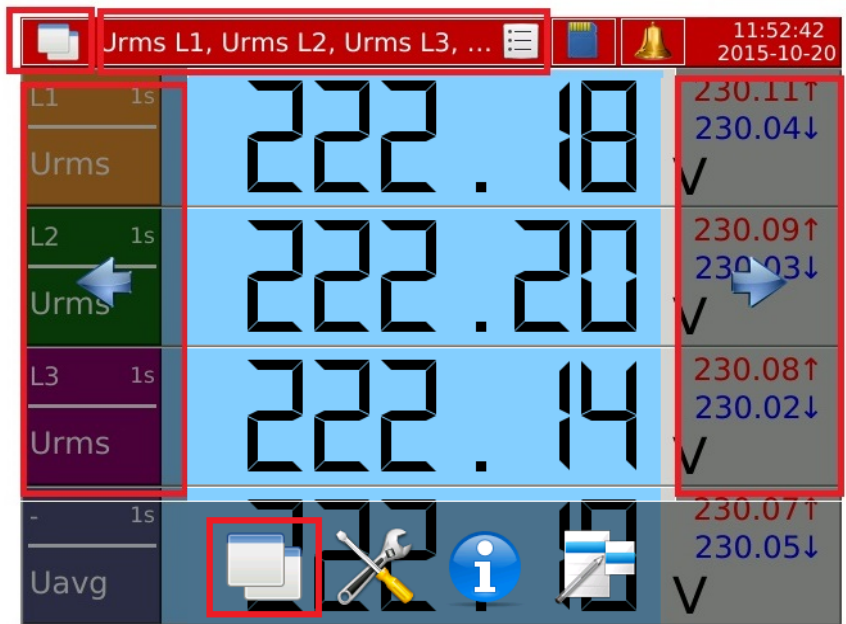 Urms L1, Urms L2, Urms L3, ...
11:52:42
2015-10-20
L1 1s
Urms
222.18
230.11↑
230.04↓
V
L2 1s
Urms
222.20
230.09↑
230.03↓
V
L3 1s
Urms
222.14
230.08↑
230.02↓
V
- 1s
Uavg
230.07↑
230.05↓
V